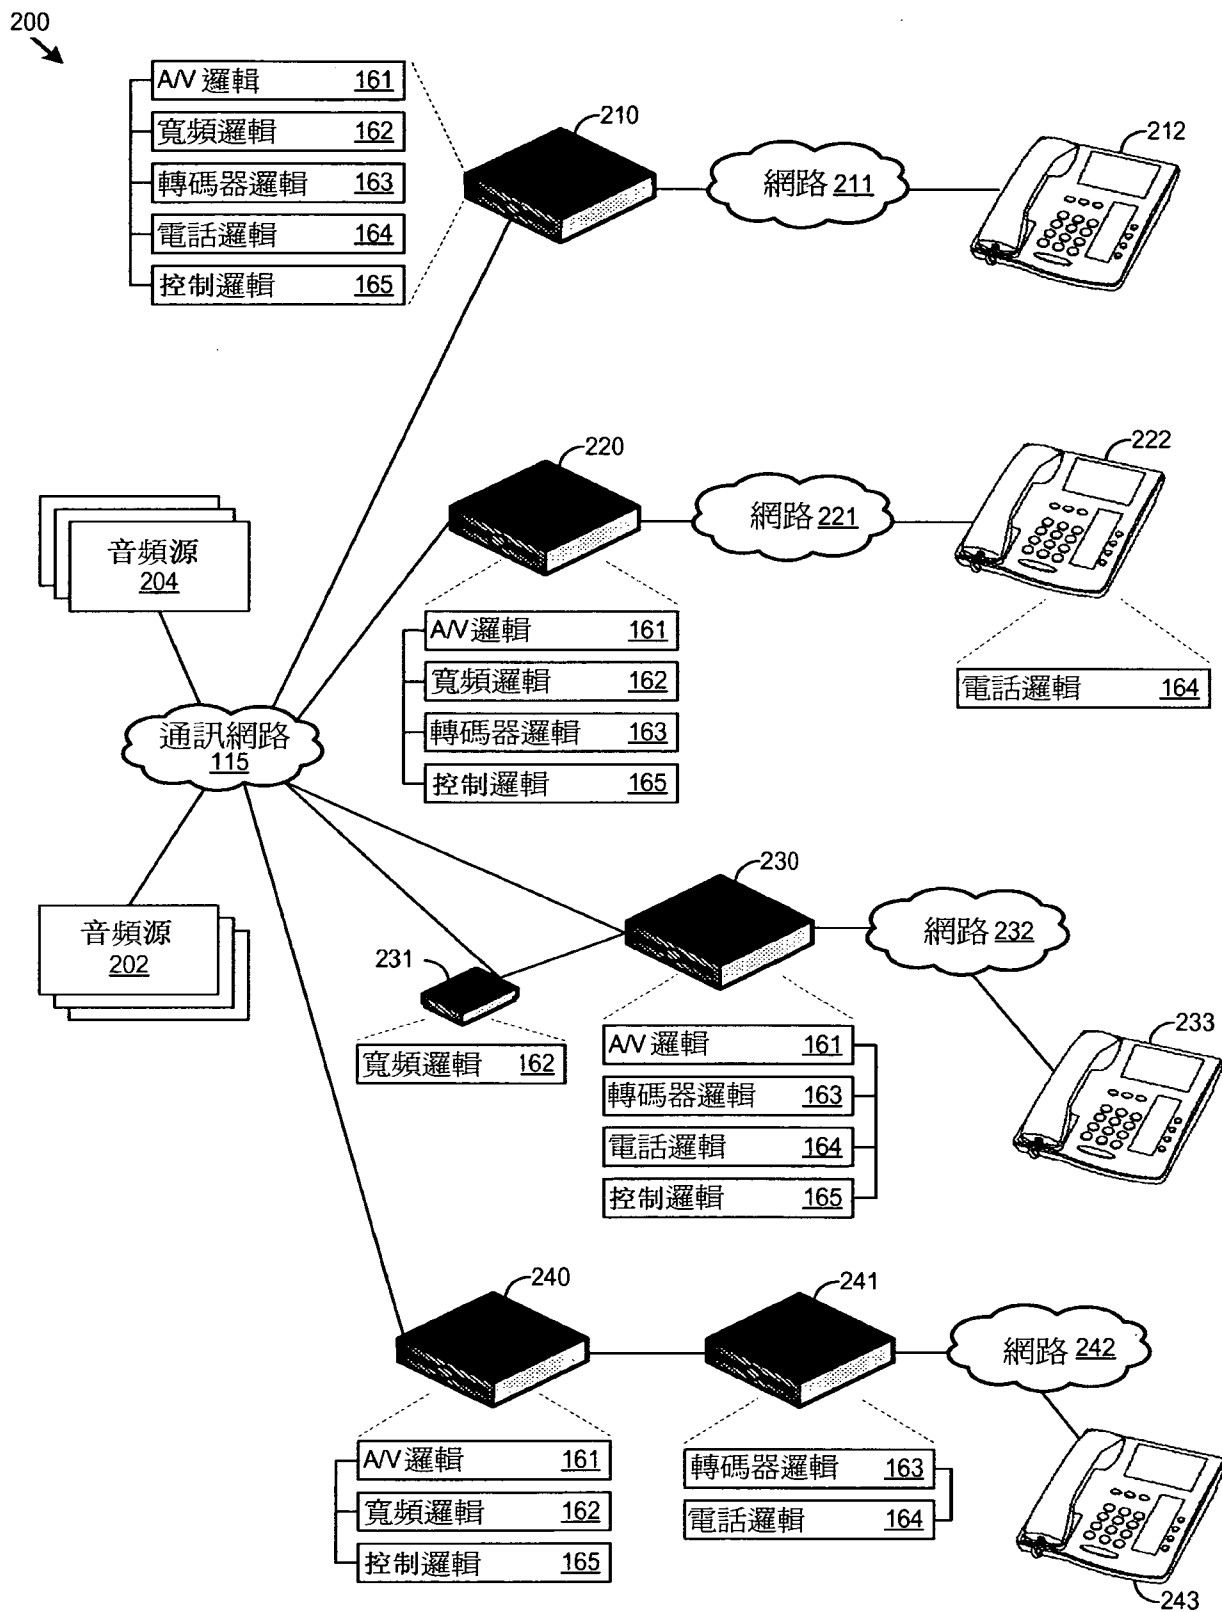 200
A/V 邏輯 161
寬頻邏輯 162
轉碼器邏輯 163
電話邏輯 164
控制邏輯 165
210
網路 211
212
220
網路 221
222
音頻源
204
A/V 邏輯 161
寬頻邏輯 162
轉碼器邏輯 163
控制邏輯 165
電話邏輯 164
通訊網路
115
音頻源
202
230
網路 232
231
寬頻邏輯 162
A/V 邏輯 161
轉碼器邏輯 163
電話邏輯 164
控制邏輯 165
233
240
241
網路 242
A/V 邏輯 161
寬頻邏輯 162
控制邏輯 165
轉碼器邏輯 163
電話邏輯 164
243